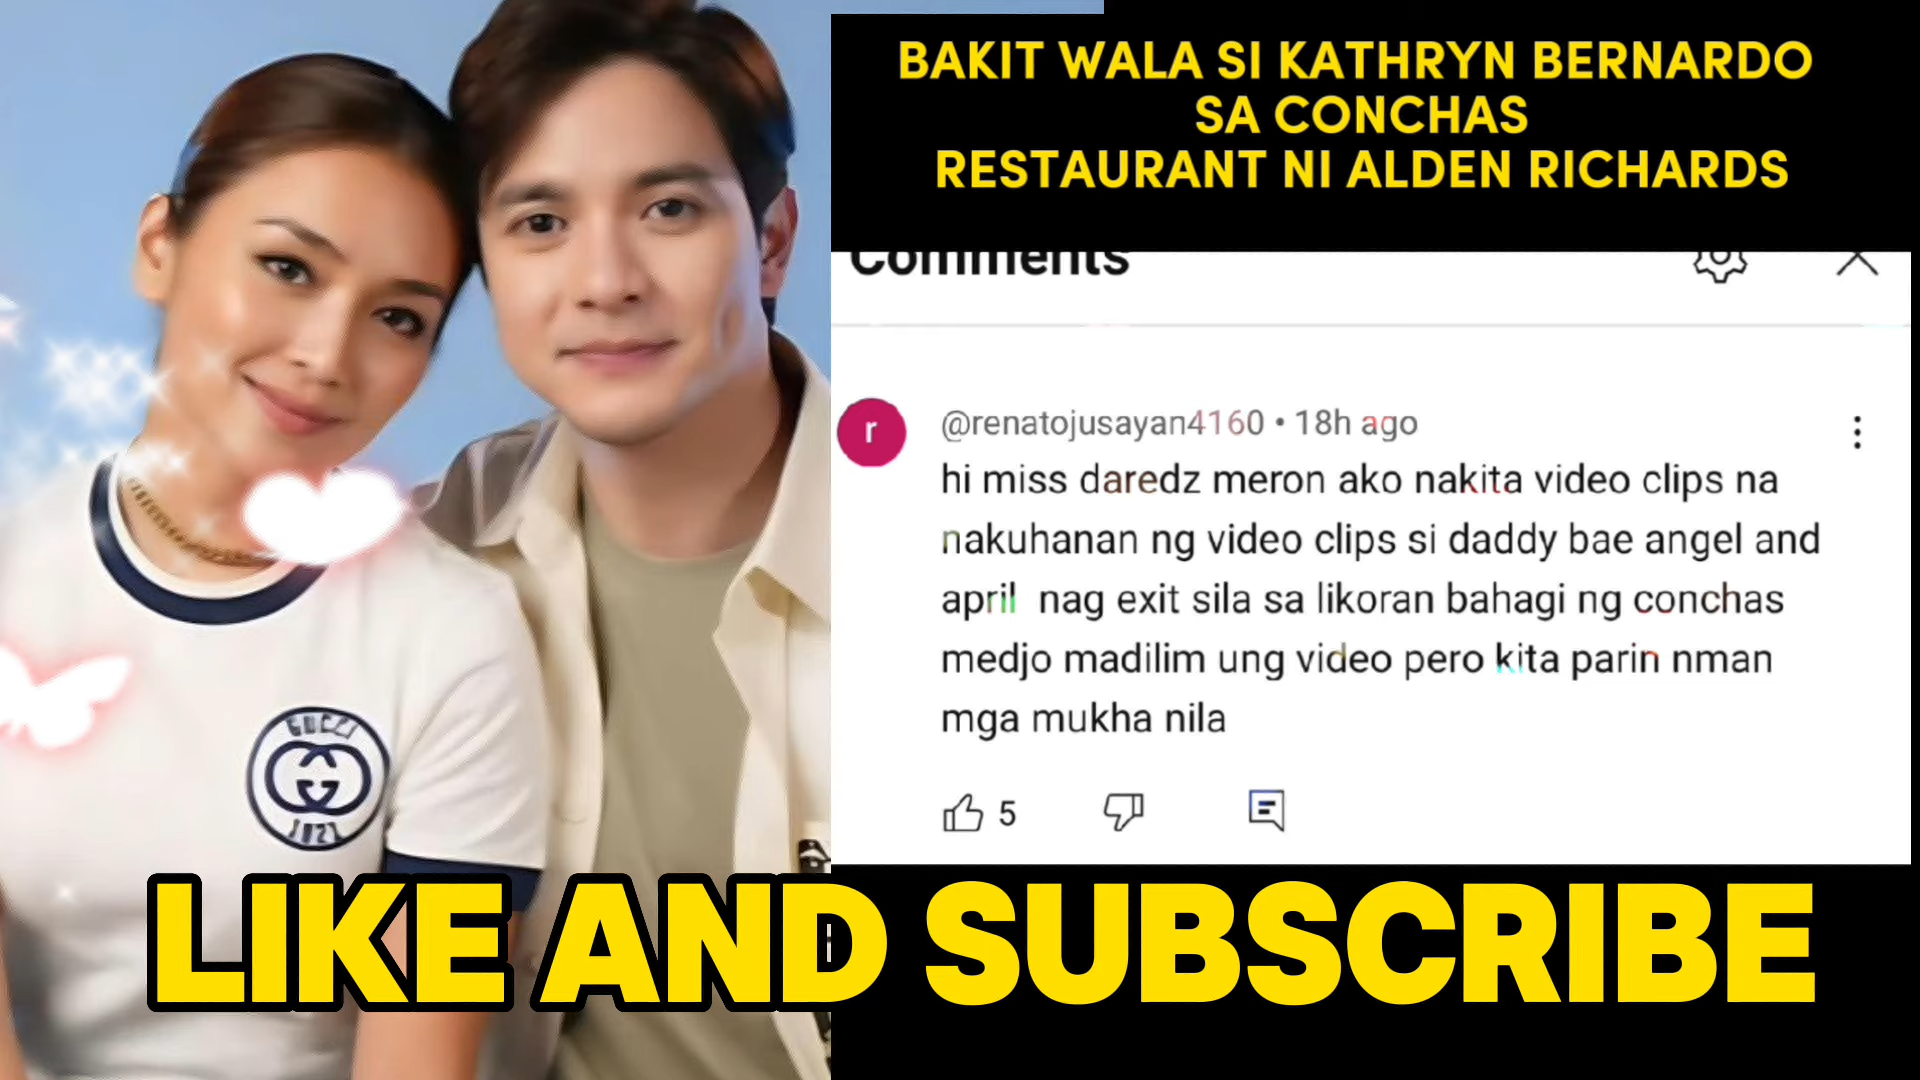 BAKIT WALA SI KATHRYN BERNARDO
SA CONCHAS
RESTAURANT NI ALDEN RICHARDS
Comments
r
@renatojusayan4160 • 18h ago
hi miss daredz meron ako nakita video clips na
nakuhanan ng video clips si daddy bae angel and
april nag exit sila sa likoran bahagi ng conchas
medjo madilim ung video pero kita parin nman
mga mukha nila
5
GUCCI
1921
LIKE AND SUBSCRIBE